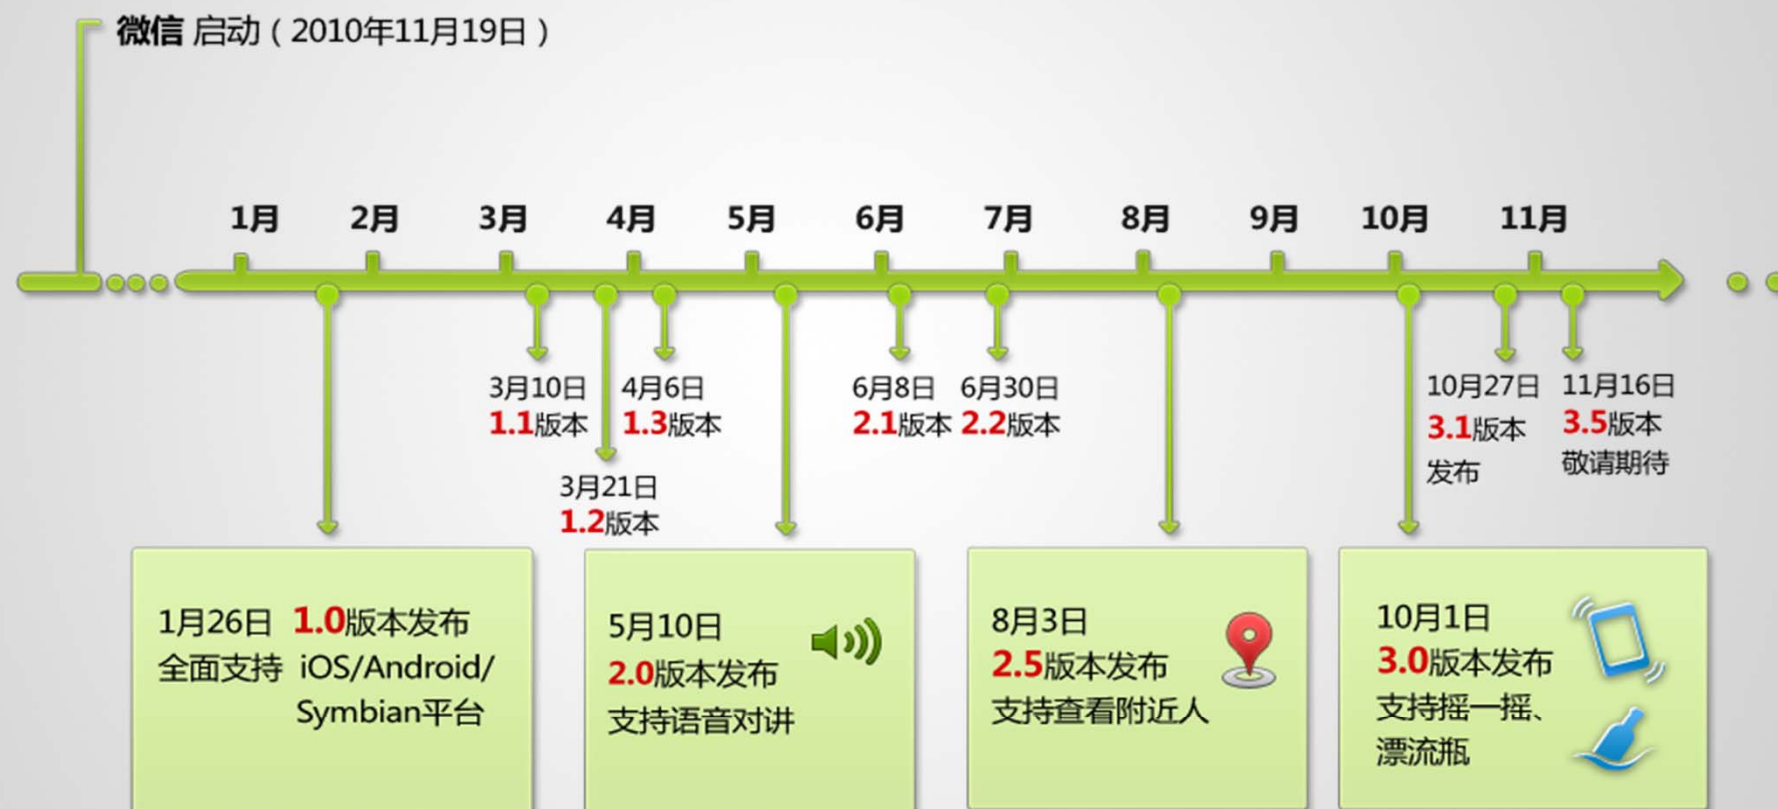 微信 启动（2010年11月19日）
1月 2月 3月 4月 5月 6月 7月 8月 9月 10月 11月
3月10日
1.1版本
3月21日
1.2版本
4月6日
1.3版本
6月8日
2.1版本
6月30日
2.2版本
10月27日
3.1版本
发布
11月16日
3.5版本
敬请期待
1月26日 1.0版本发布
全面支持 iOS/Android/
Symbian平台
5月10日
2.0版本发布
支持语音对讲
8月3日
2.5版本发布
支持查看附近人
10月1日
3.0版本发布
支持摇一摇、
漂流瓶